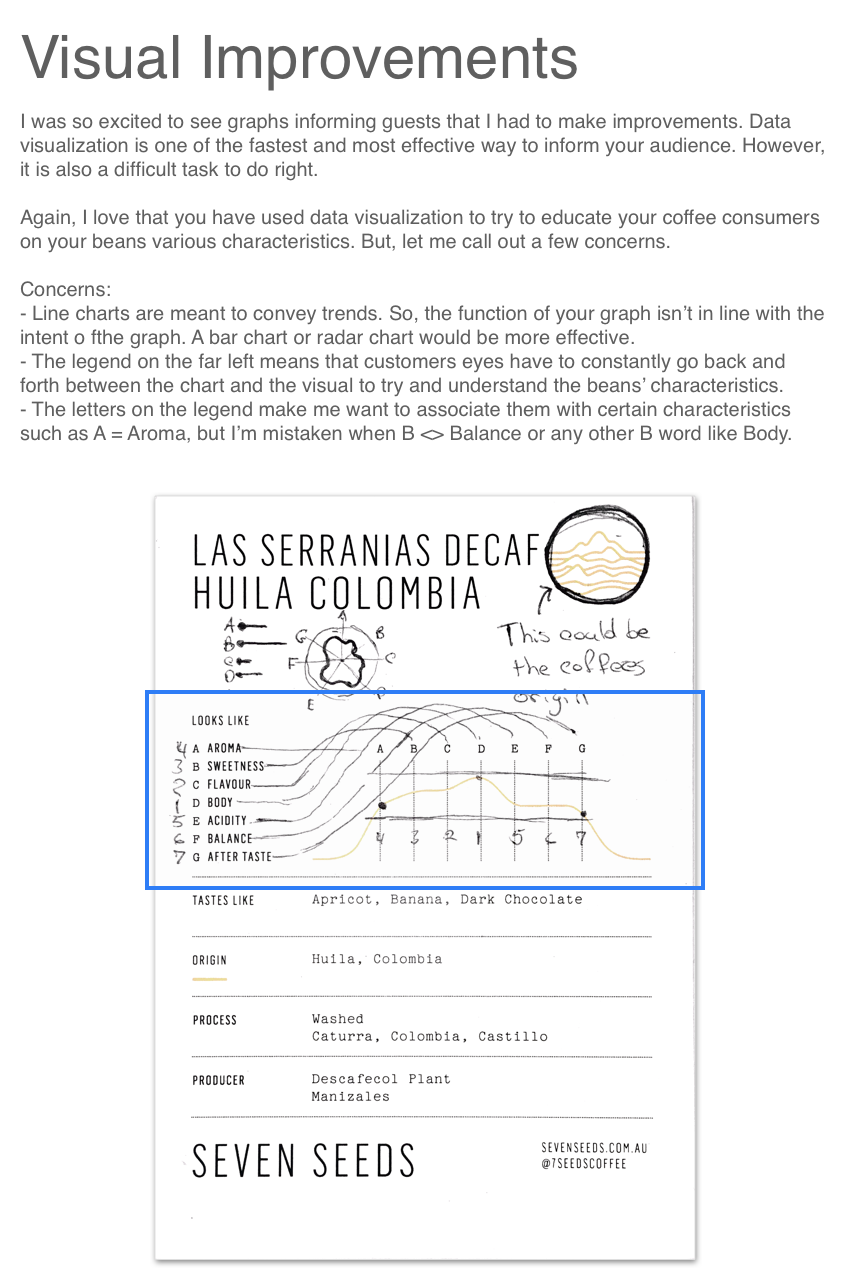 Visual Improvements
I was so excited to see graphs informing guests that I had to make improvements. Data
visualization is one of the fastest and most effective way to inform your audience. However,
it is also a difficult task to do right.
Again, I love that you have used data visualization to try to educate your coffee consumers
on your beans various characteristics. But, let me call out a few concerns.
Concerns:
- Line charts are meant to convey trends. So, the function of your graph isn't in line with the
intent o fthe graph. A bar chart or radar chart would be more effective.
- The legend on the far left means that customers eyes have to constantly go back and
forth between the chart and the visual to try and understand the beans' characteristics.
- The letters on the legend make me want to associate them with certain characteristics
such as A = Aroma, but I'm mistaken when B <> Balance or any other B word like Body.
LAS SERRANIAS DECAF
HUILA COLOMBIA
A
B
C
D
A
B
C
D
E
F
G
This could be
the coffees
origin
LOOKS LIKE
4 A AROMA
3 B SWEETNESS
2 C FLAVOUR
1 D BODY
5 E ACIDITY
6 F BALANCE
7 G AFTER TASTE
A B C D E F G
4 3 2 1 5 6 7
TASTES LIKE Apricot, Banana, Dark Chocolate
ORIGIN Huila, Colombia
PROCESS Washed
Caturra, Colombia, Castillo
PRODUCER Descafecol Plant
Manizales
SEVEN SEEDS
SEVENSEEDS.COM.AU
@7SEEDSCOFFEE